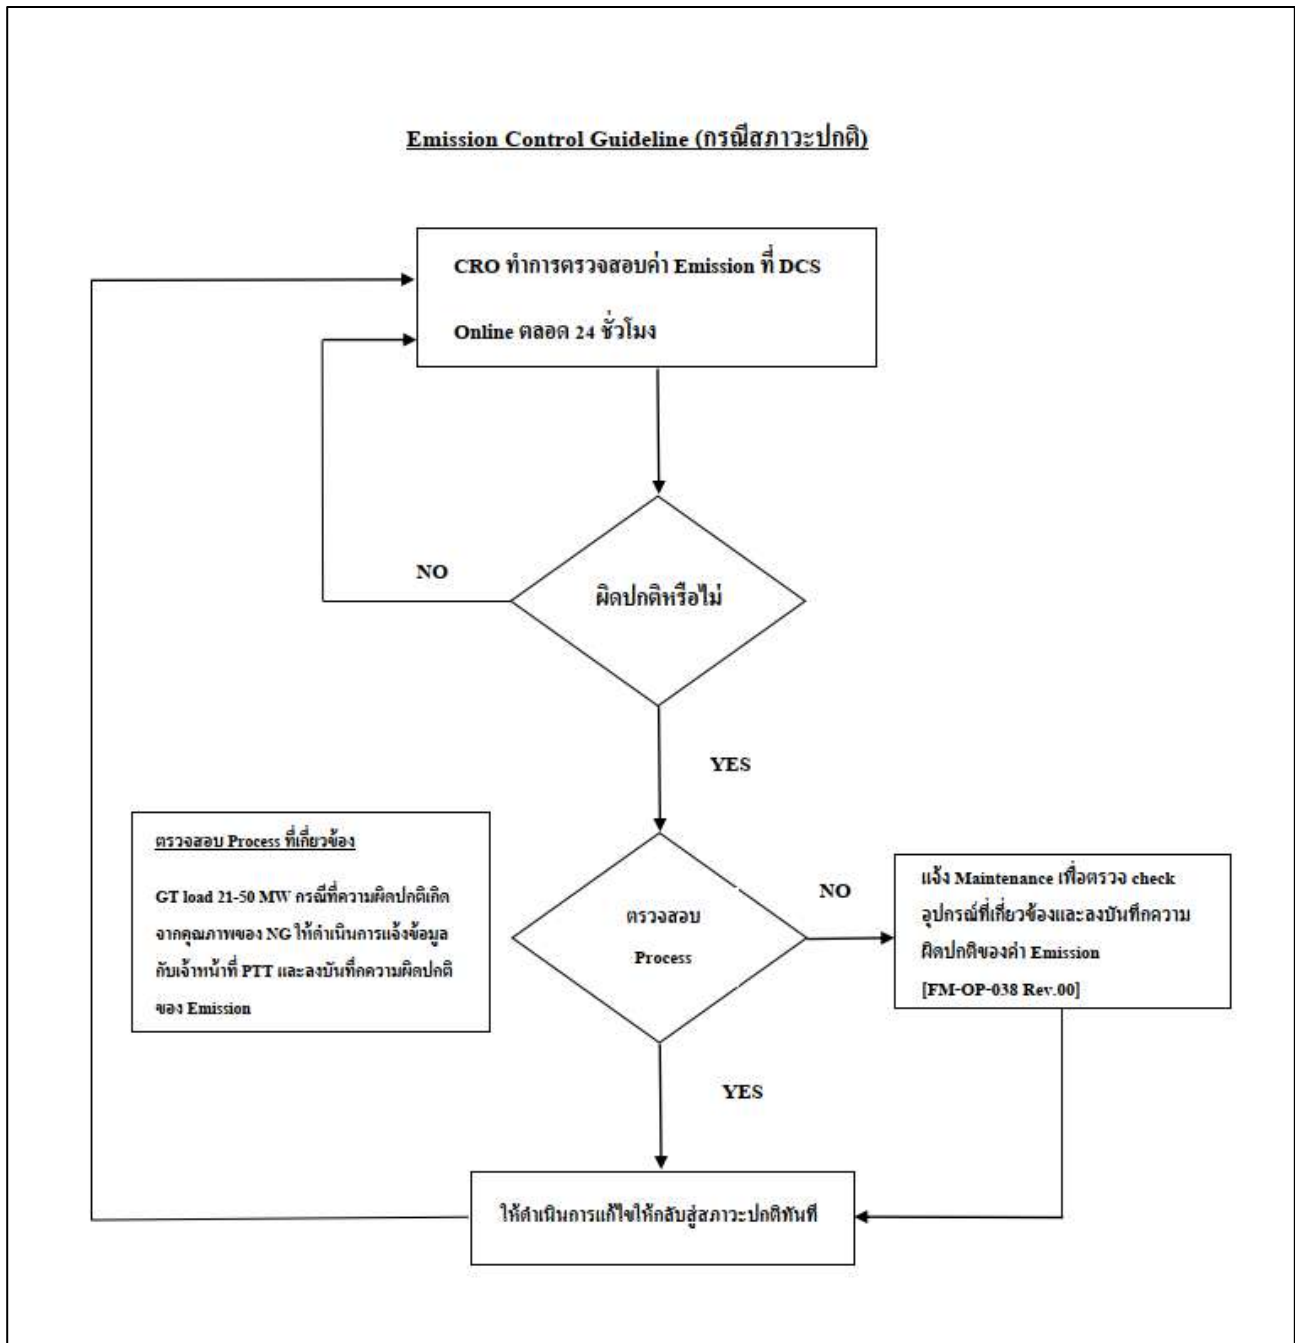 Emission Control Guideline (กรณีสภาวะปกติ)
CRO ทำการตรวจสอบค่า Emission ที่ DCS
Online ตลอด 24 ชั่วโมง
NO
ผิดปกติหรือไม่
YES
ตรวจสอบ Process ที่เกี่ยวข้อง
GT load 21-50 MW กรณีที่ความผิดปกติเกิด
จากคุณภาพของ NG ให้ดำเนินการแจ้งข้อมูล
กับเจ้าหน้าที่ PTT และลงบันทึกความผิดปกติ
ของ Emission
ตรวจสอบ
Process
NO
แจ้ง Maintenance เพื่อตรวจ check
อุปกรณ์ที่เกี่ยวข้องและลงบันทึกความ
ผิดปกติของค่า Emission
[FM-OP-038 Rev.00]
YES
ให้ดำเนินการแก้ไขให้กลับสู่สภาวะปกติทันที